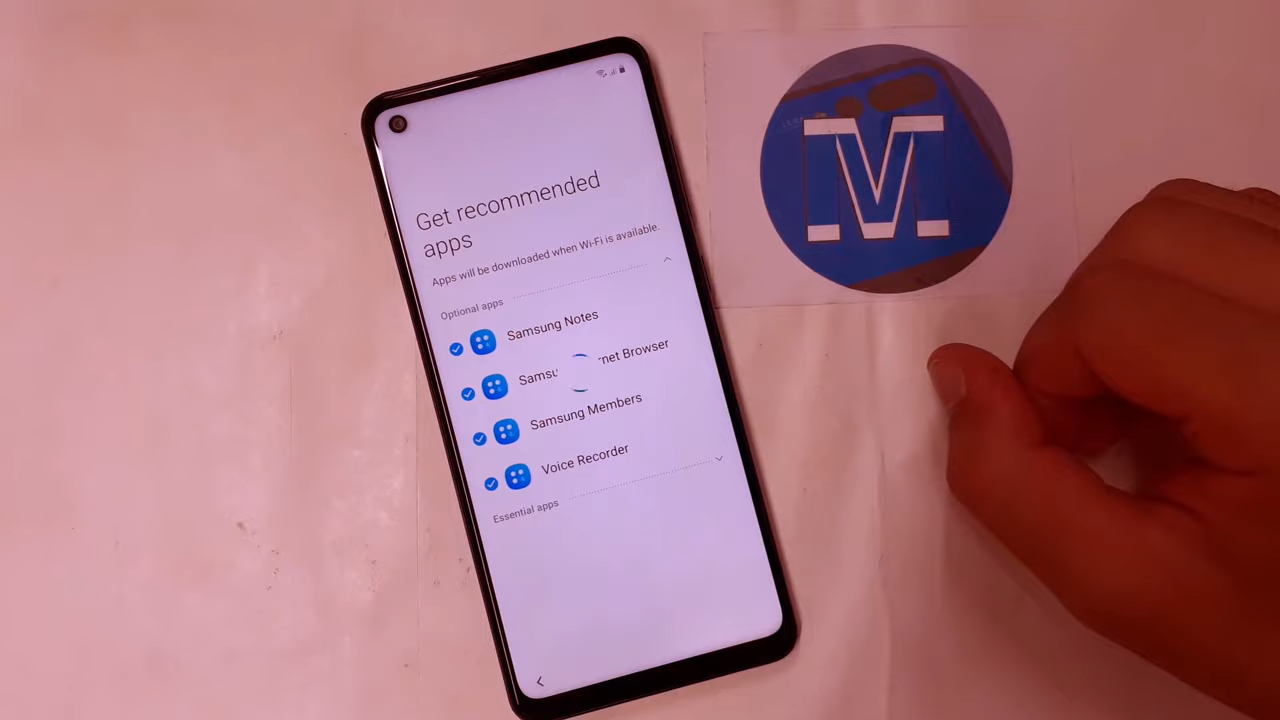 M
Get recommended
apps
Apps will be downloaded when Wi-Fi is available.
Optional apps
Samsung Notes
Samsu net Browser
Samsung Members
Voice Recorder
Essential apps